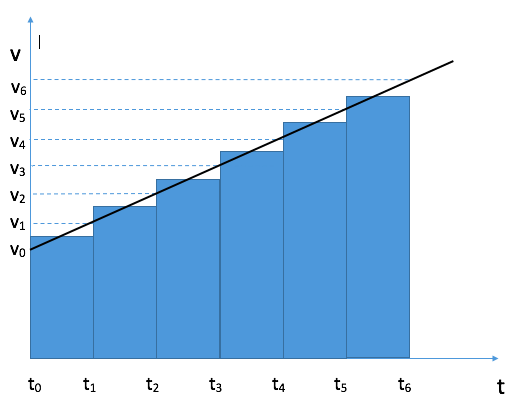 v
v₆
v₅
v₄
v₃
v₂
v₁
v₀
t₀ t₁ t₂ t₃ t₄ t₅ t₆ t